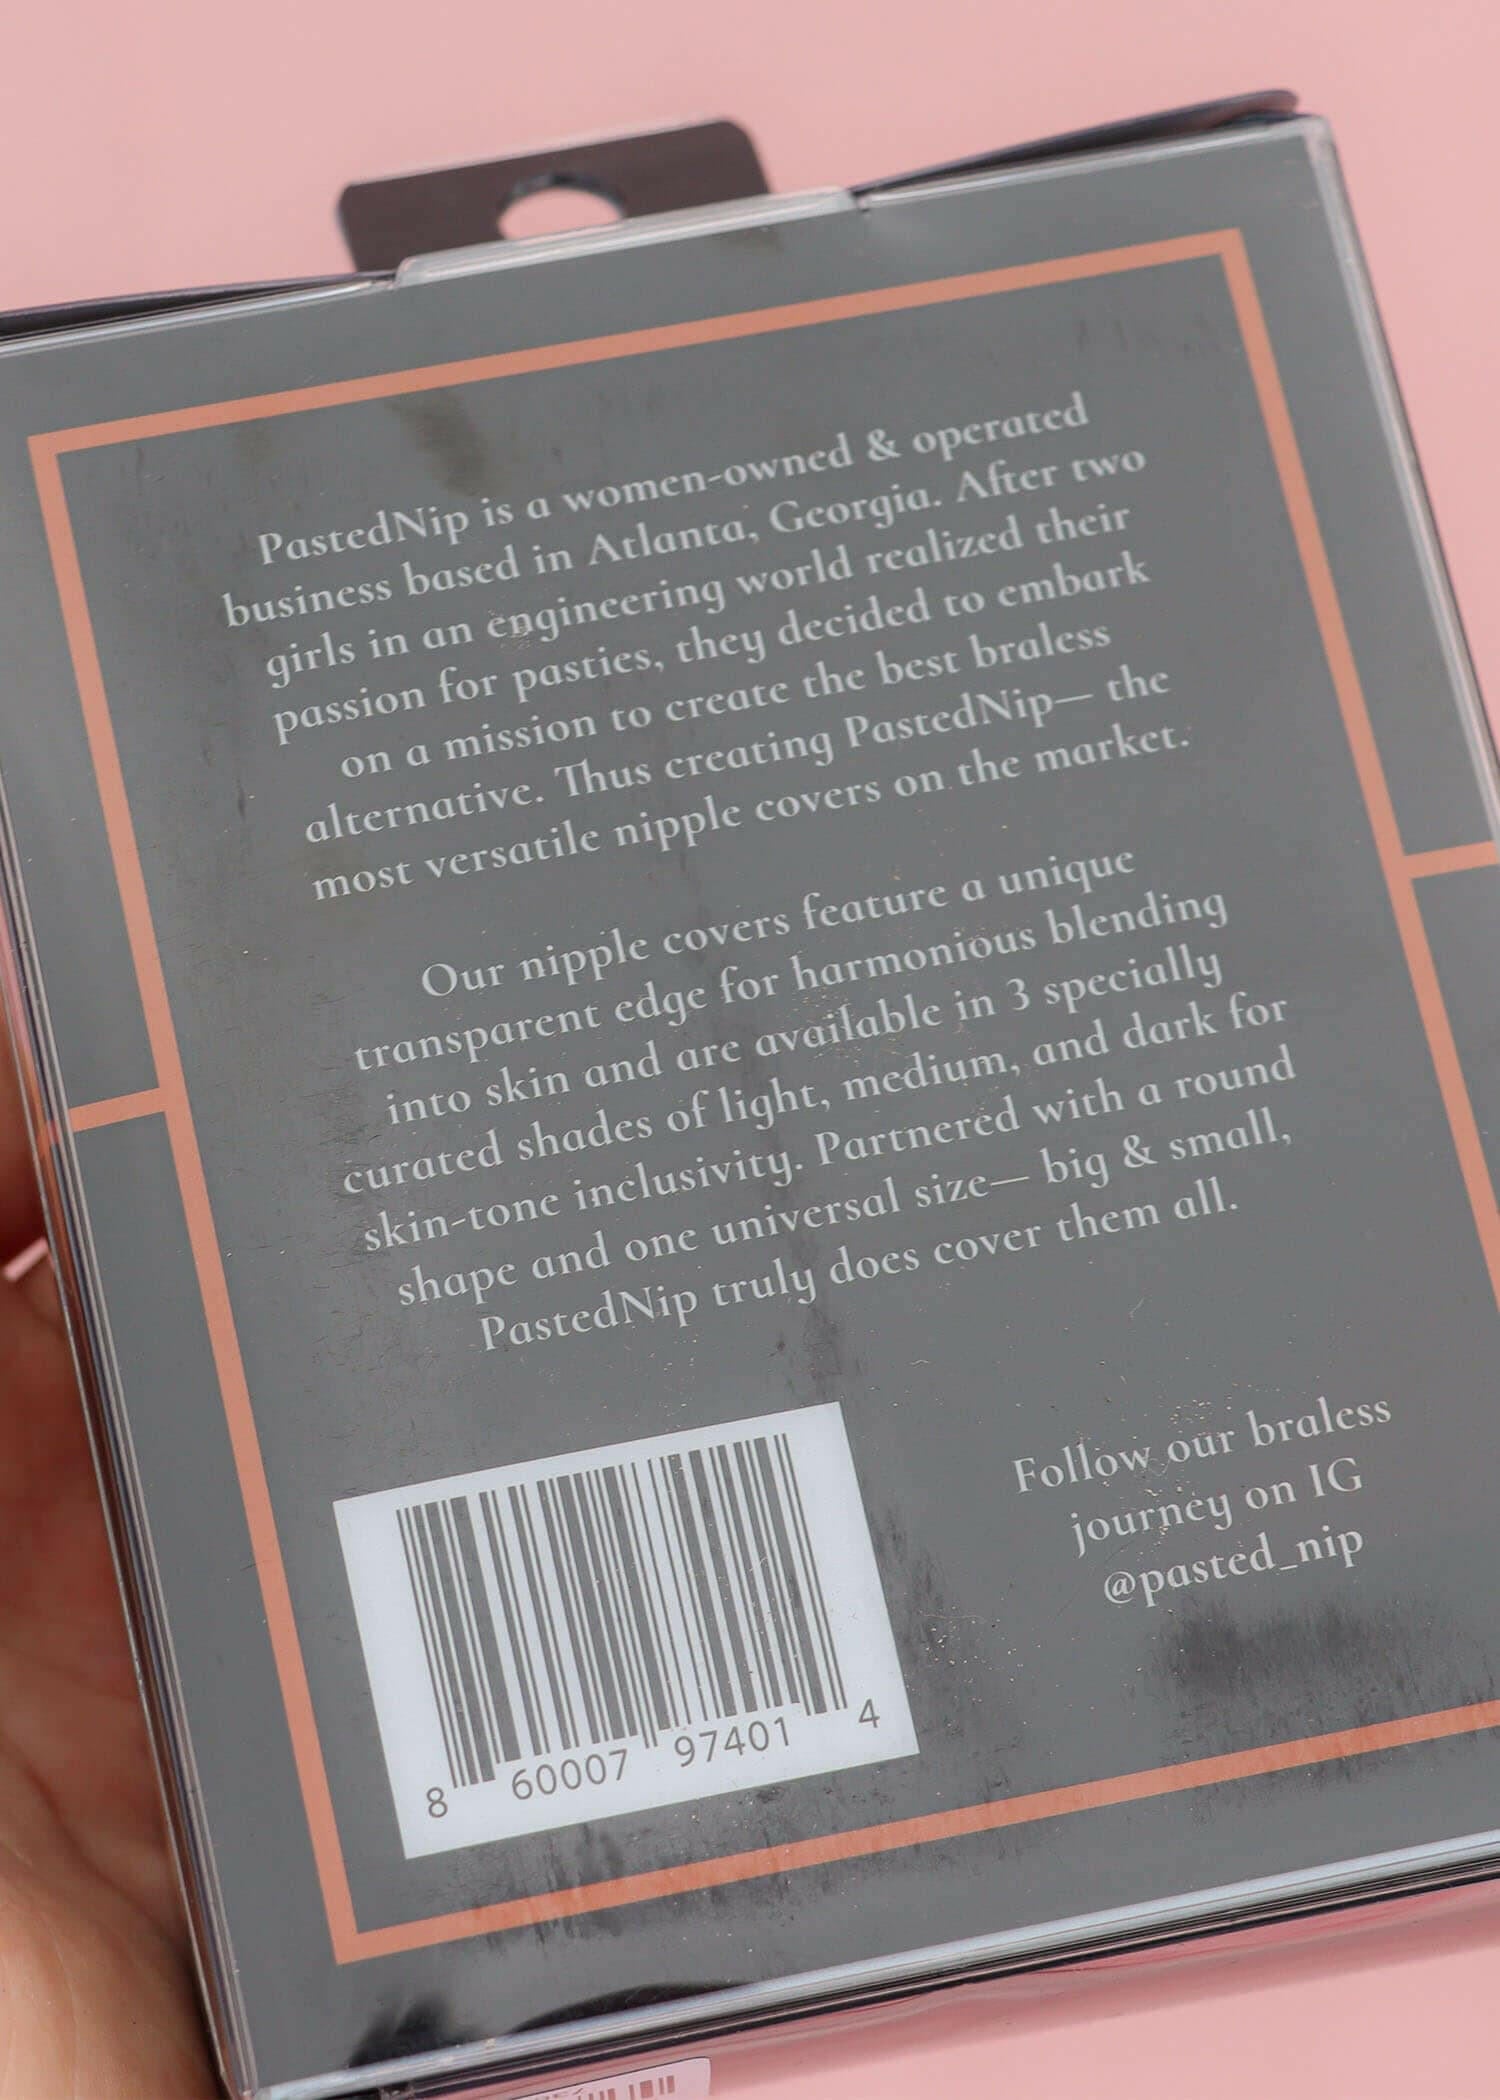 PastedNip is a women-owned & operated
business based in Atlanta, Georgia. After two
girls in an engineering world realized their
passion for pasties, they decided to embark
on a mission to create the best braless
alternative. Thus creating PastedNip— the
most versatile nipple covers on the market.
Our nipple covers feature a unique
transparent edge for harmonious blending
into skin and are available in 3 specially
curated shades of light, medium, and dark for
skin-tone inclusivity. Partnered with a round
shape and one universal size— big & small,
PastedNip truly does cover them all.
Follow our braless
journey on IG
@pasted_nip
8 60007 97401 4